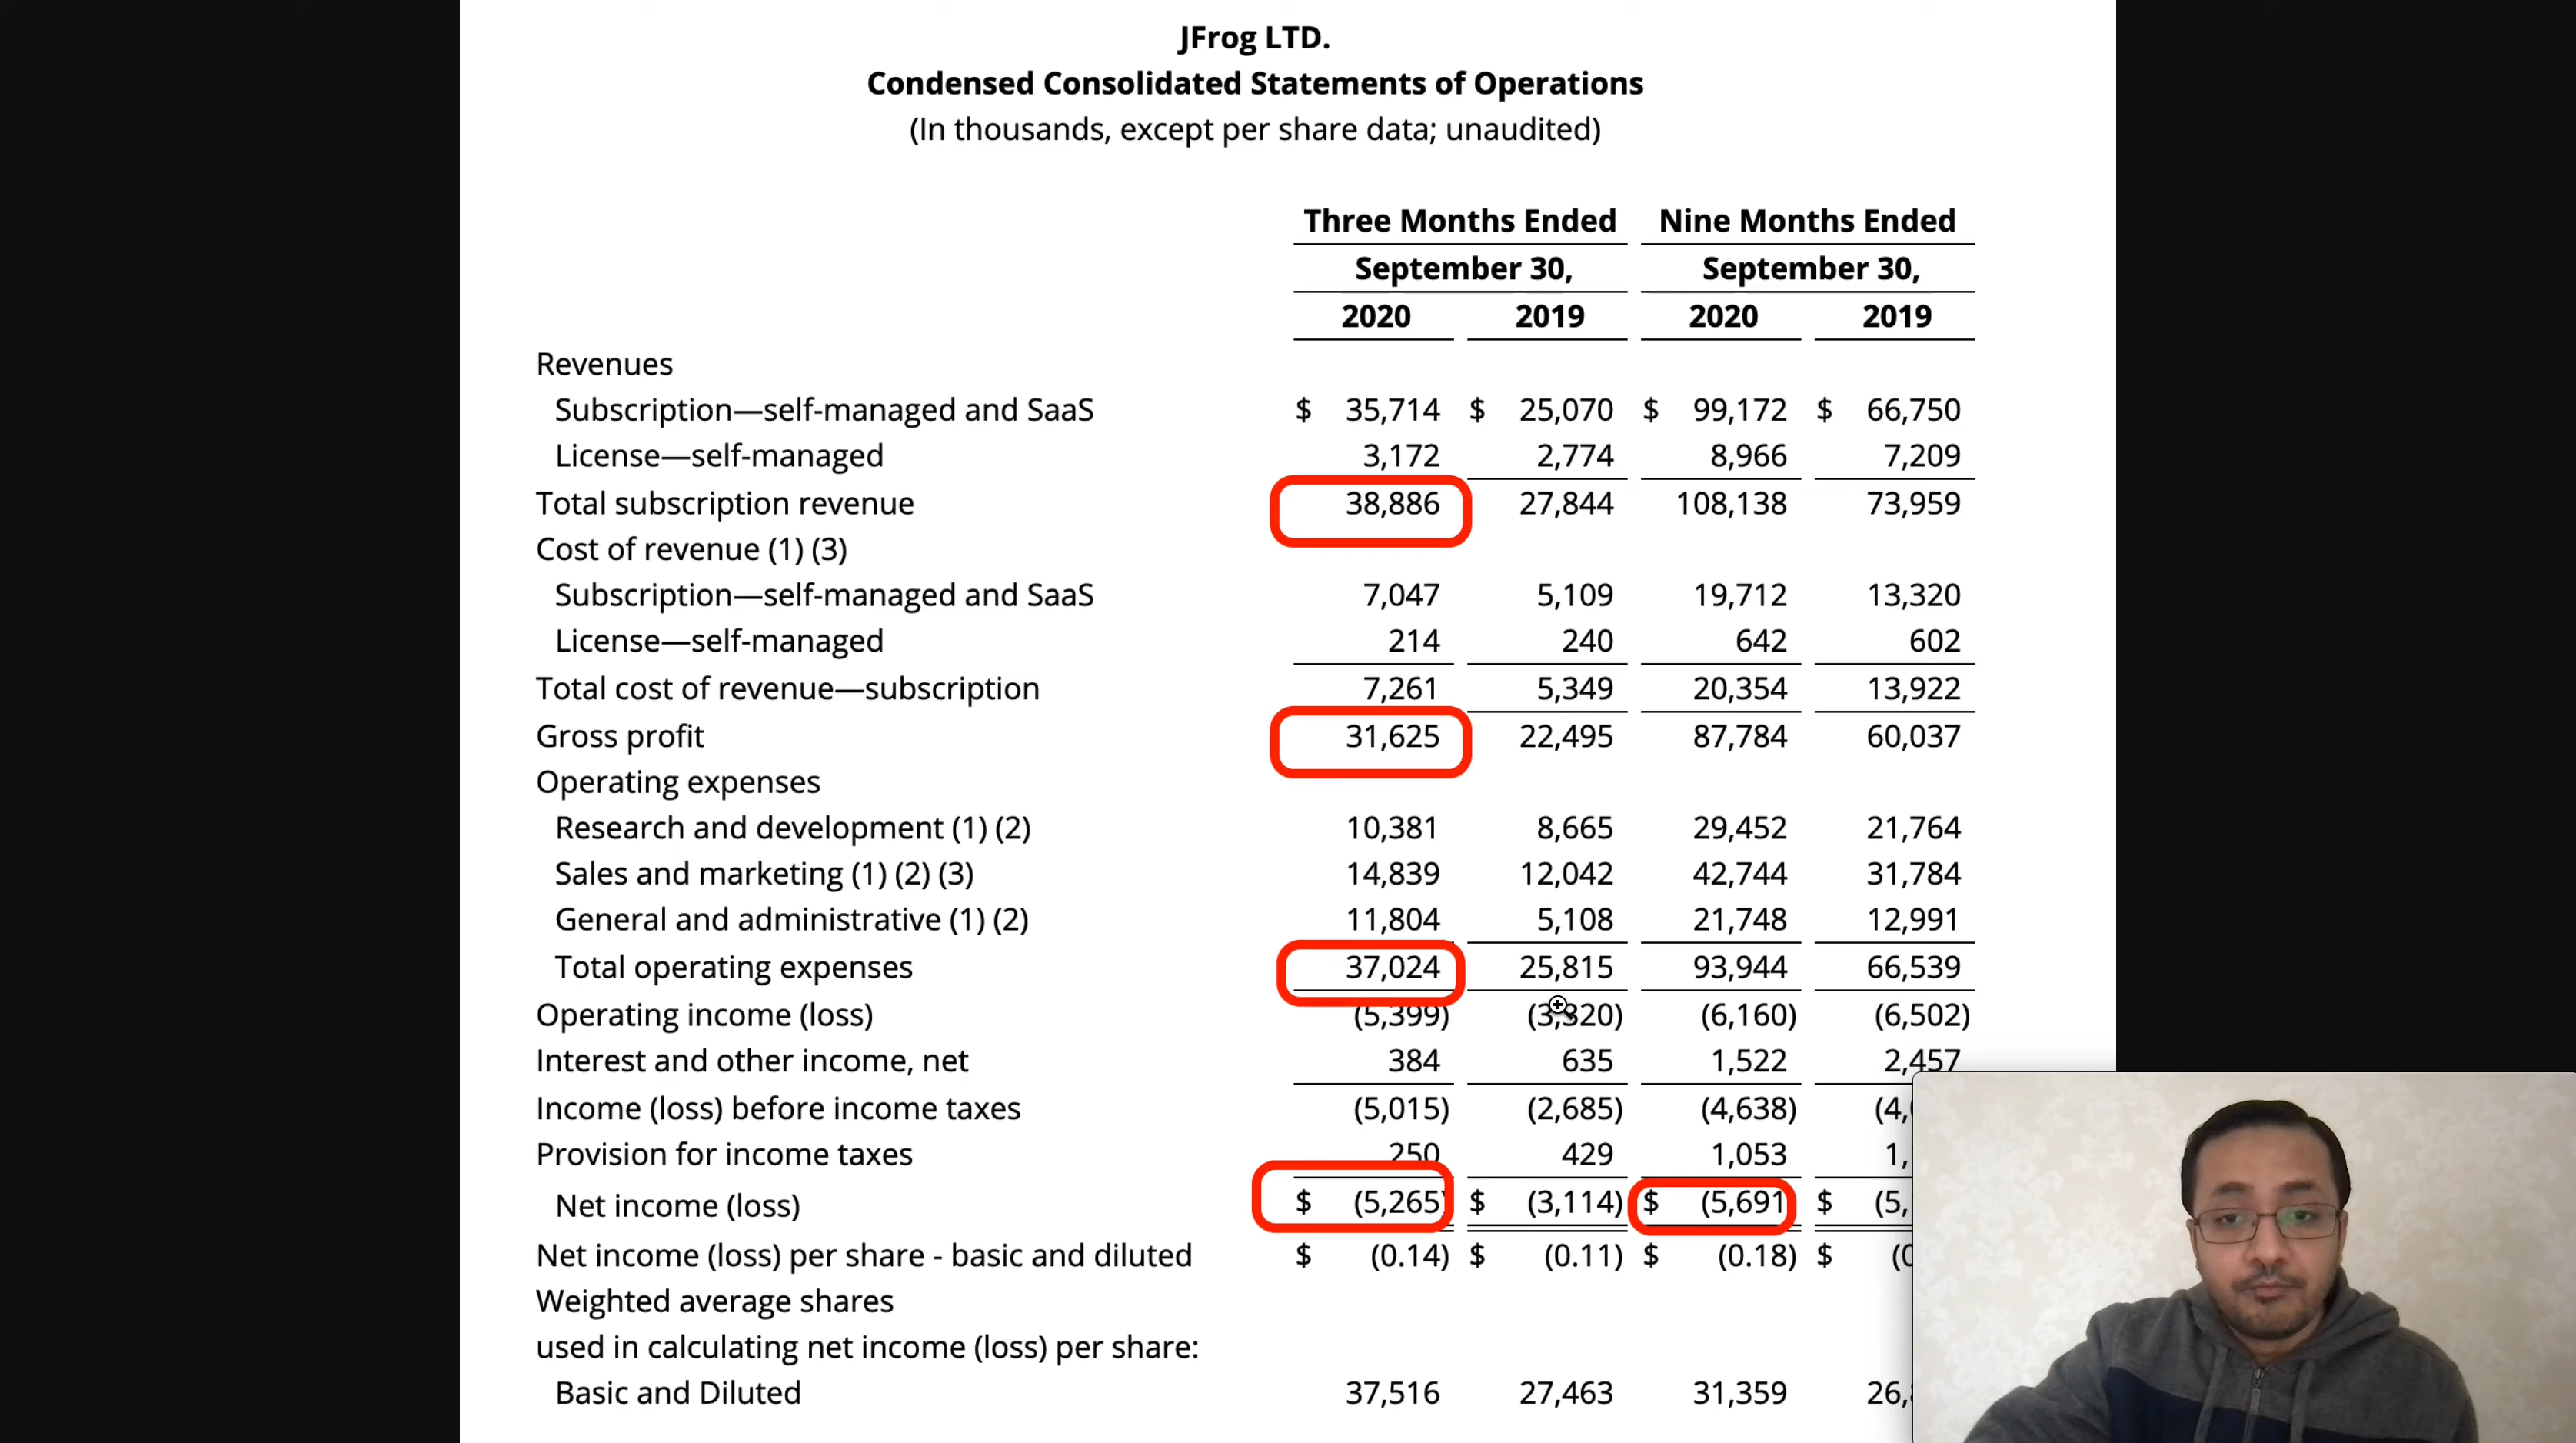 JFrog LTD.
Condensed Consolidated Statements of Operations
(In thousands, except per share data; unaudited)
Three Months Ended Nine Months Ended
September 30, September 30,
2020 2019 2020 2019
Revenues
Subscription—self-managed and SaaS $ 35,714 $ 25,070 $ 99,172 $ 66,750
License—self-managed 3,172 2,774 8,966 7,209
Total subscription revenue 38,886 27,844 108,138 73,959
Cost of revenue (1) (3)
Subscription—self-managed and SaaS 7,047 5,109 19,712 13,320
License—self-managed 214 240 642 602
Total cost of revenue—subscription 7,261 5,349 20,354 13,922
Gross profit 31,625 22,495 87,784 60,037
Operating expenses
Research and development (1) (2) 10,381 8,665 29,452 21,764
Sales and marketing (1) (2) (3) 14,839 12,042 42,744 31,784
General and administrative (1) (2) 11,804 5,108 21,748 12,991
Total operating expenses 37,024 25,815 93,944 66,539
Operating income (loss) (5,399) (3,320) (6,160) (6,502)
Interest and other income, net 384 635 1,522 2,457
Income (loss) before income taxes (5,015) (2,685) (4,638)
Provision for income taxes 250 429 1,053
Net income (loss) $ (5,265) $ (3,114) $ (5,691 $
Net income (loss) per share - basic and diluted $ (0.14) $ (0.11) $ (0.18) $
Weighted average shares
used in calculating net income (loss) per share:
Basic and Diluted 37,516 27,463 31,359